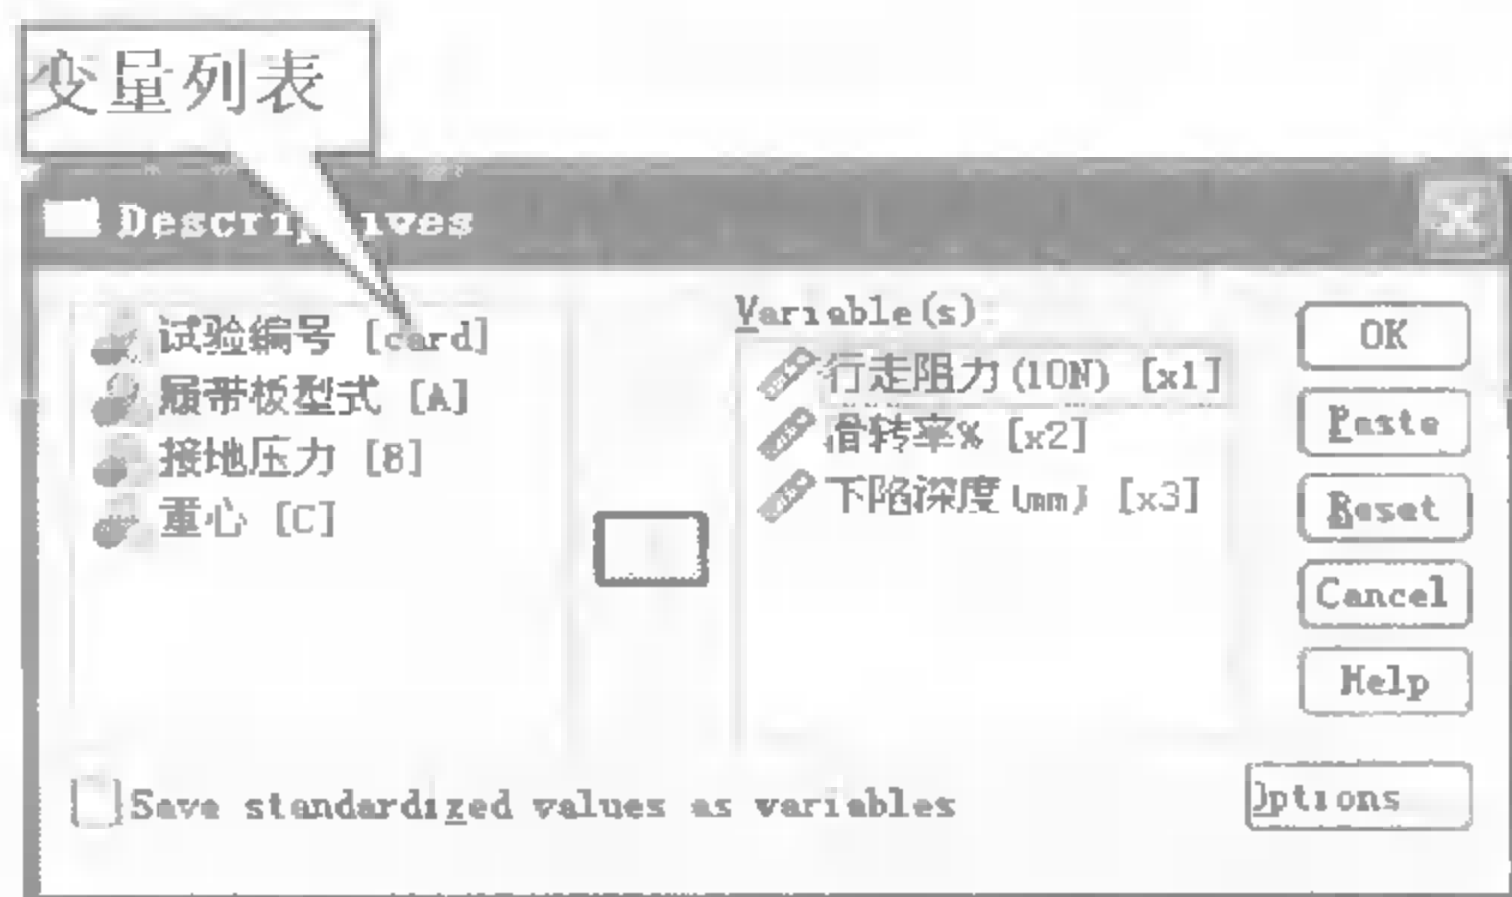 变量列表
Descriptives
试验编号 [card]
履带板型式 [A]
接地压力 [B]
重心 [C]
Variable(s)
行走阻力(10N) [x1]
滑转率% [x2]
下陷深度(mm) [x3]
OK
Paste
Reset
Cancel
Help
Save standardized values as variables
Options